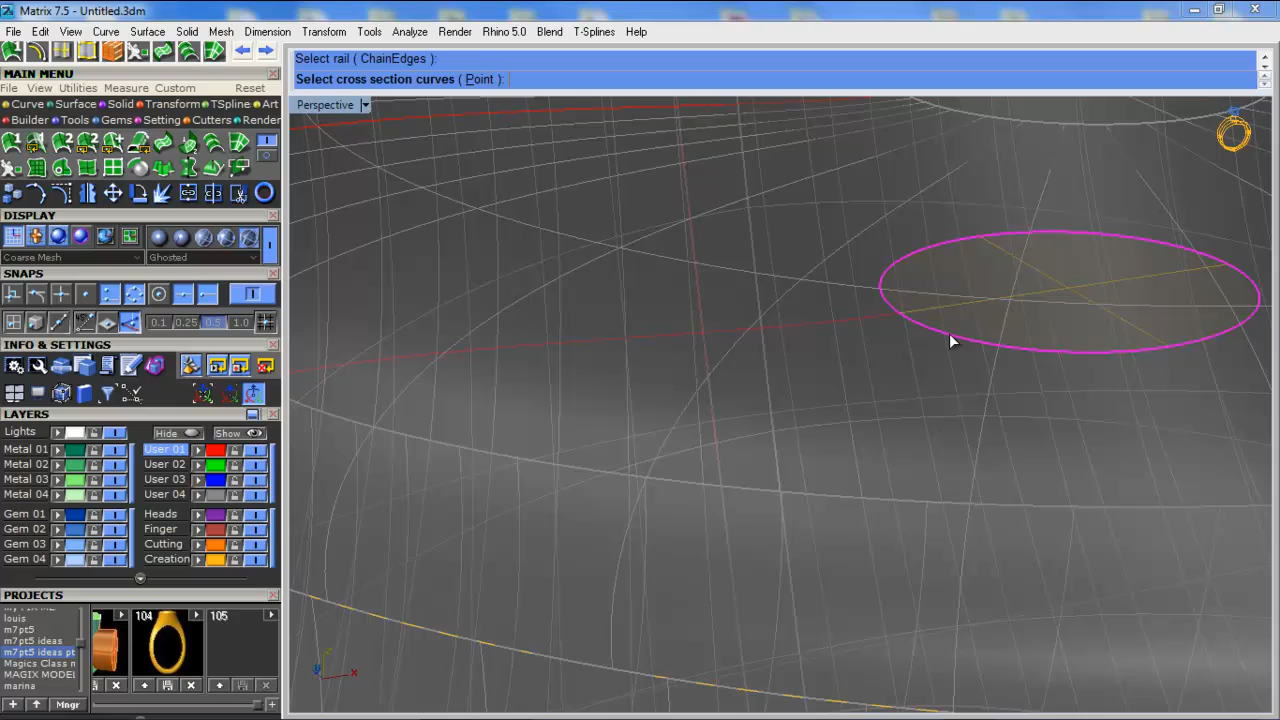 Matrix 7.5 - Untitled.3dm
File Edit View Curve Surface Solid Mesh Dimension Transform Tools Analyze Render Rhino 5.0 Blend T-Splines Help
Select rail ( ChainEdges ):
Select cross section curves ( Point ):
MAIN MENU
File View Utilities Measure Clayoo
Curve Surface Solid Transform TSpline Art
Builder Tools Gems Setting Cutters Render
DISPLAY
Coarse Mesh Ghosted
SNAPS
0.1 0.25 0.5 1.0
INFO & SETTINGS
LAYERS
Lights Hide Show
Metal 01 User 01
Metal 02 User 02
Metal 03 User 03
Metal 04 User 04
Gem 01 Heads
Gem 02 Finger
Gem 03 Cutting
Gem 04 Creation
PROJECTS
louis
m7pt5
m7pt5 ideas
m7pt5 ideas pt
Magics Class n
MAGIX MODEL
marina
104 105
Mngr
Perspective
x